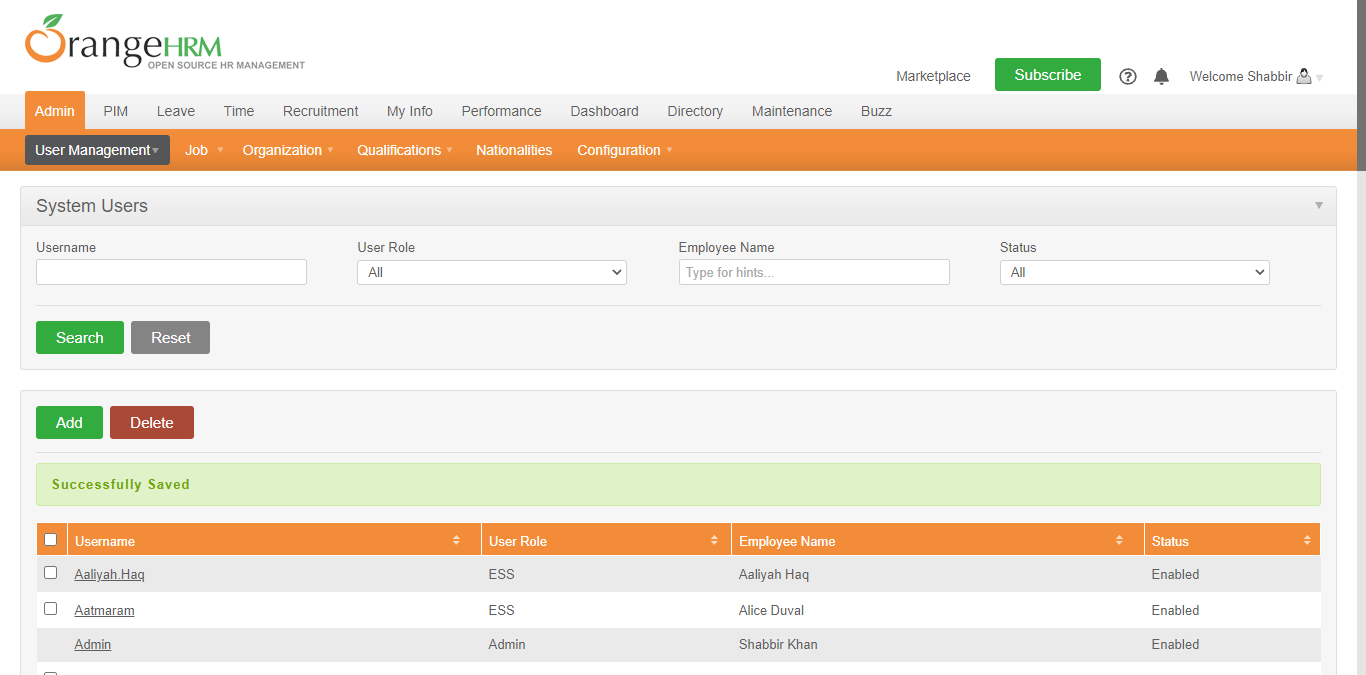 OrangeHRM
OPEN SOURCE HR MANAGEMENT
Marketplace Subscribe Welcome Shabbir
Admin PIM Leave Time Recruitment My Info Performance Dashboard Directory Maintenance Buzz
User Management Job Organization Qualifications Nationalities Configuration
System Users
Username User Role Employee Name Status
All Type for hints... All
Search Reset
Add Delete
Successfully Saved
Username User Role Employee Name Status
Aaliyah.Haq ESS Aaliyah Haq Enabled
Aatmaram ESS Alice Duval Enabled
Admin Admin Shabbir Khan Enabled